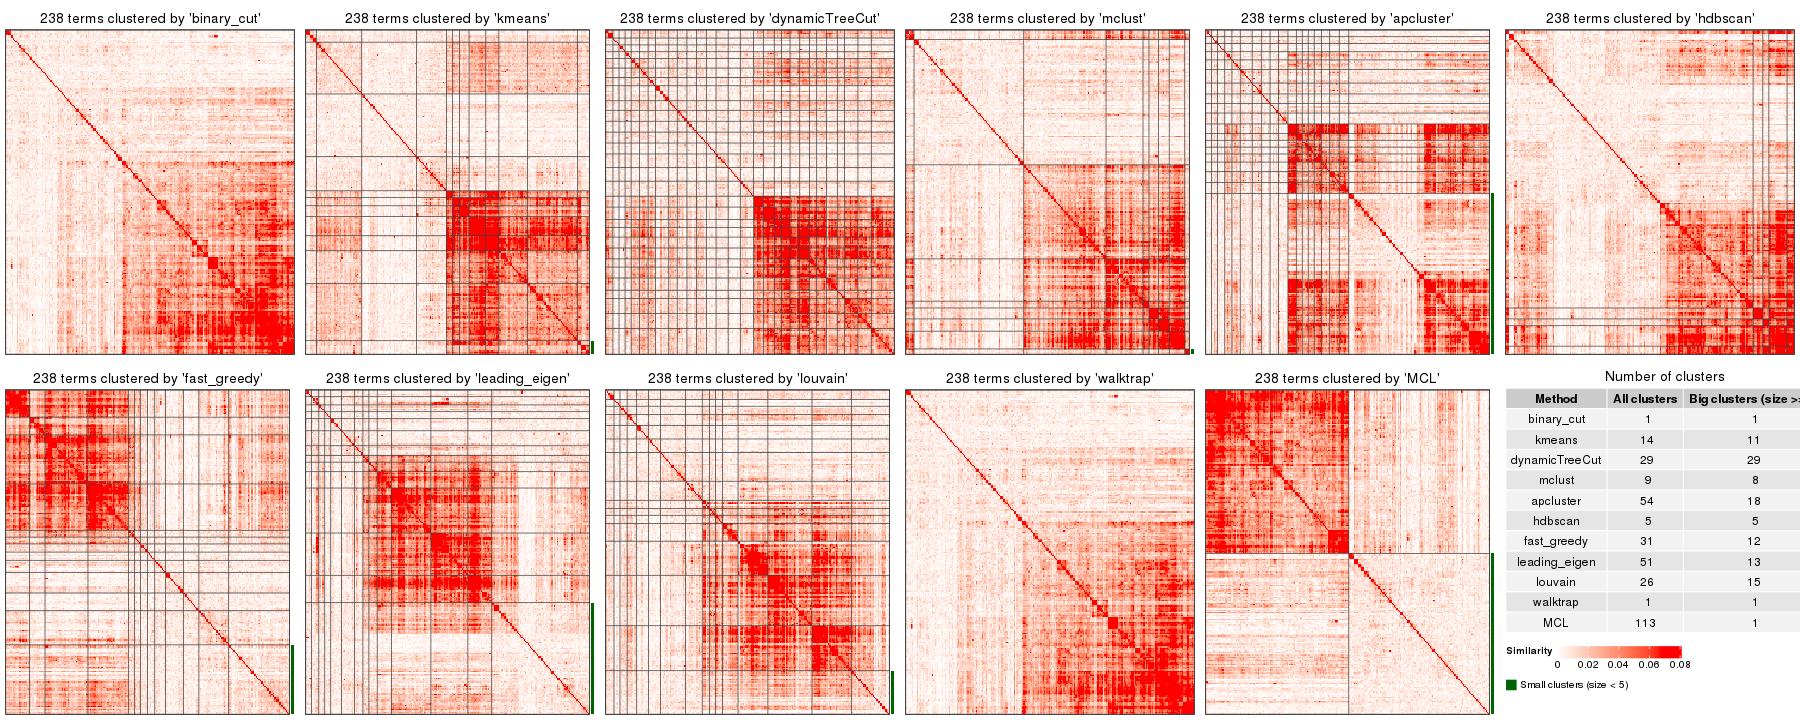 238 terms clustered by 'binary_cut'
238 terms clustered by 'kmeans'
238 terms clustered by 'dynamicTreeCut'
238 terms clustered by 'mclust'
238 terms clustered by 'apcluster'
238 terms clustered by 'hdbscan'
238 terms clustered by 'fast_greedy'
238 terms clustered by 'leading_eigen'
238 terms clustered by 'louvain'
238 terms clustered by 'walktrap'
238 terms clustered by 'MCL'
Number of clusters
Method All clusters Big clusters (size >=
binary_cut 1 1
kmeans 14 11
dynamicTreeCut 29 29
mclust 9 8
apcluster 54 18
hdbscan 5 5
fast_greedy 31 12
leading_eigen 51 13
louvain 26 15
walktrap 1 1
MCL 113 1
Similarity
0 0.02 0.04 0.06 0.08
Small clusters (size < 5)